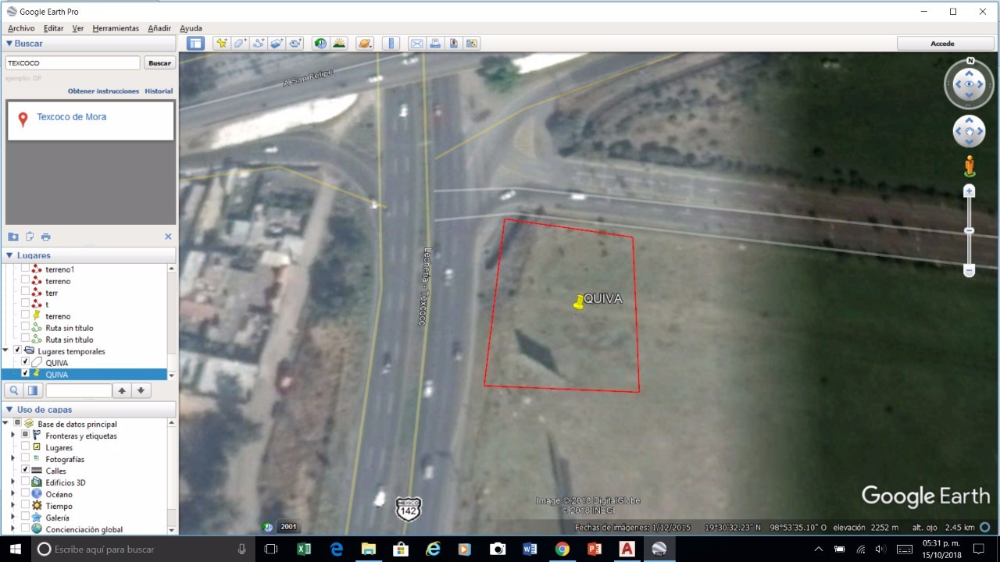 Google Earth Pro
Archivo Editar Ver Herramientas Añadir Ayuda
Buscar
TEXCOCO
Buscar
ejemplo: DF
Obtener instrucciones Historial
Texcoco de Mora
Lugares
terreno1
terreno
terr
t
terreno
Ruta sin título
Ruta sin título
Lugares temporales
QUIVA
QUIVA
Uso de capas
Base de datos principal
Fronteras y etiquetas
Lugares
Fotografías
Calles
Edificios 3D
Océano
Tiempo
Galería
Concienciación global
Accede
N
A San Felipe
Lechería - Texcoco
QUIVA
MEXICO
142
Image © 2018 DigitalGlobe
© 2018 INEGI
Google Earth
2001
Fechas de imágenes: 1/12/2015 19°30'32.23" N 98°53'35.10" O elevación 2252 m alt. ojo 2.45 km
Escribe aquí para buscar
05:31 p. m.
15/10/2018